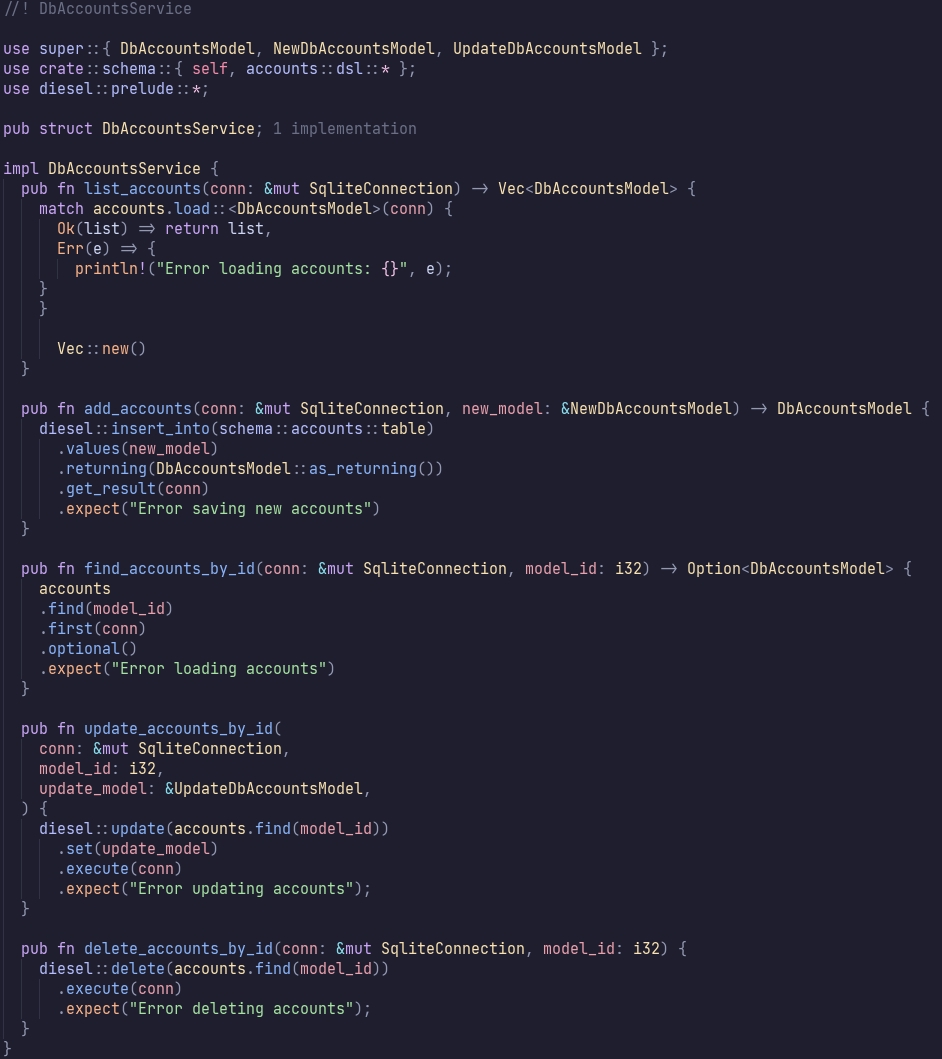 //! DbAccountsService
use super::{ DbAccountsModel, NewDbAccountsModel, UpdateDbAccountsModel };
use crate::schema::{ self, accounts::dsl::* };
use diesel::prelude::*;
pub struct DbAccountsService; 1 implementation
impl DbAccountsService {
  pub fn list_accounts(conn: &mut SqliteConnection) -> Vec<DbAccountsModel> {
    match accounts.load::<DbAccountsModel>(conn) {
      Ok(list) => return list,
      Err(e) => {
        println!("Error loading accounts: {}", e);
    }
    }
      Vec::new()
  }
  pub fn add_accounts(conn: &mut SqliteConnection, new_model: &NewDbAccountsModel) -> DbAccountsModel {
    diesel::insert_into(schema::accounts::table)
      .values(new_model)
      .returning(DbAccountsModel::as_returning())
      .get_result(conn)
      .expect("Error saving new accounts")
  }
  pub fn find_accounts_by_id(conn: &mut SqliteConnection, model_id: i32) -> Option<DbAccountsModel> {
    accounts
    .find(model_id)
    .first(conn)
    .optional()
    .expect("Error loading accounts")
  }
  pub fn update_accounts_by_id(
    conn: &mut SqliteConnection,
    model_id: i32,
    update_model: &UpdateDbAccountsModel,
  ) {
    diesel::update(accounts.find(model_id))
      .set(update_model)
      .execute(conn)
      .expect("Error updating accounts");
  }
  pub fn delete_accounts_by_id(conn: &mut SqliteConnection, model_id: i32) {
    diesel::delete(accounts.find(model_id))
      .execute(conn)
      .expect("Error deleting accounts");
  }
}